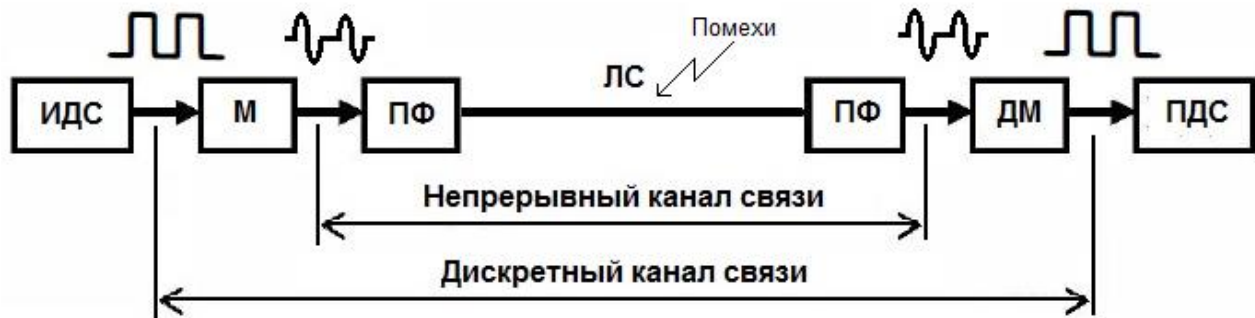 Помехи
ЛС
ИДС М ПФ ПФ ДМ ПДС
Непрерывный канал связи
Дискретный канал связи